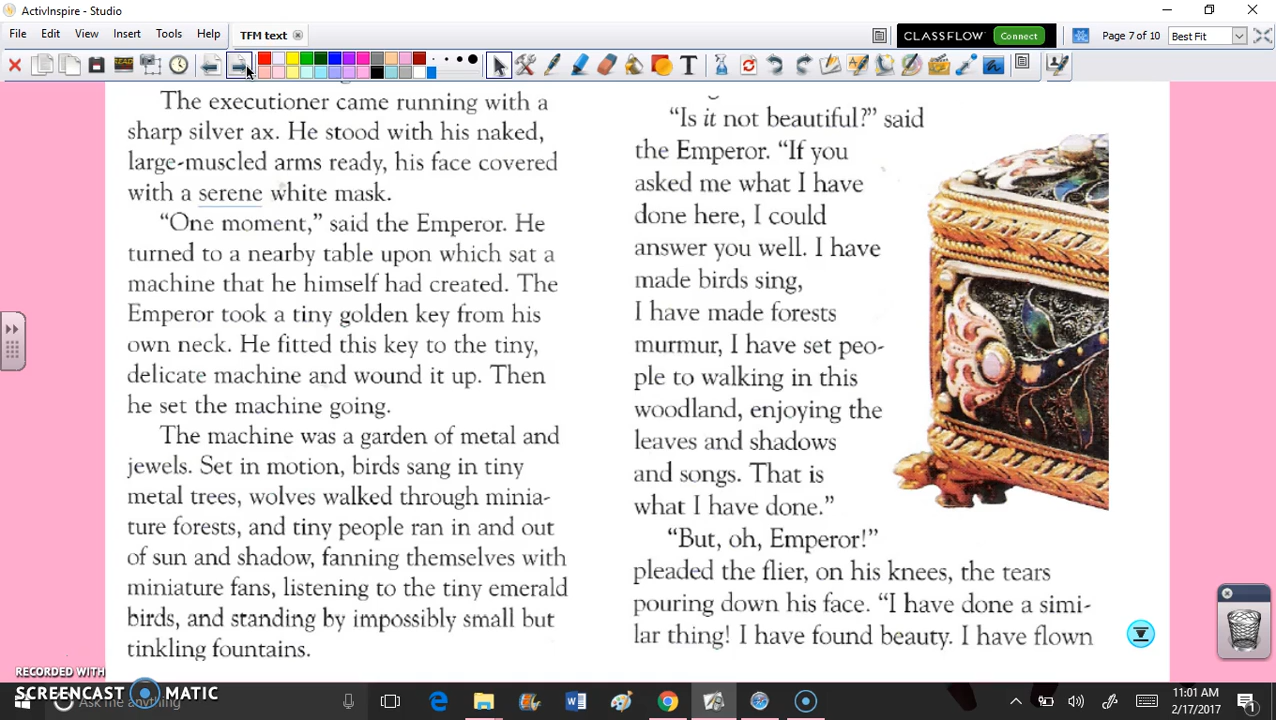 ActivInspire - Studio
File Edit View Insert Tools Help
TFM text
CLASSFLOW Connect
Page 7 of 10
Best Fit
The executioner came running with a
sharp silver ax. He stood with his naked,
large-muscled arms ready, his face covered
with a serene white mask.
“One moment,” said the Emperor. He
turned to a nearby table upon which sat a
machine that he himself had created. The
Emperor took a tiny golden key from his
own neck. He fitted this key to the tiny,
delicate machine and wound it up. Then
he set the machine going.
The machine was a garden of metal and
jewels. Set in motion, birds sang in tiny
metal trees, wolves walked through minia-
ture forests, and tiny people ran in and out
of sun and shadow, fanning themselves with
miniature fans, listening to the tiny emerald
birds, and standing by impossibly small but
tinkling fountains.
“Is it not beautiful?” said
the Emperor. “If you
asked me what I have
done here, I could
answer you well. I have
made birds sing,
I have made forests
murmur, I have set peo-
ple to walking in this
woodland, enjoying the
leaves and shadows
and songs. That is
what I have done.”
“But, oh, Emperor!”
pleaded the flier, on his knees, the tears
pouring down his face. “I have done a simi-
lar thing! I have found beauty. I have flown
RECORDED WITH
SCREENCAST MATIC
Ask me anything
11:01 AM
2/17/2017
1